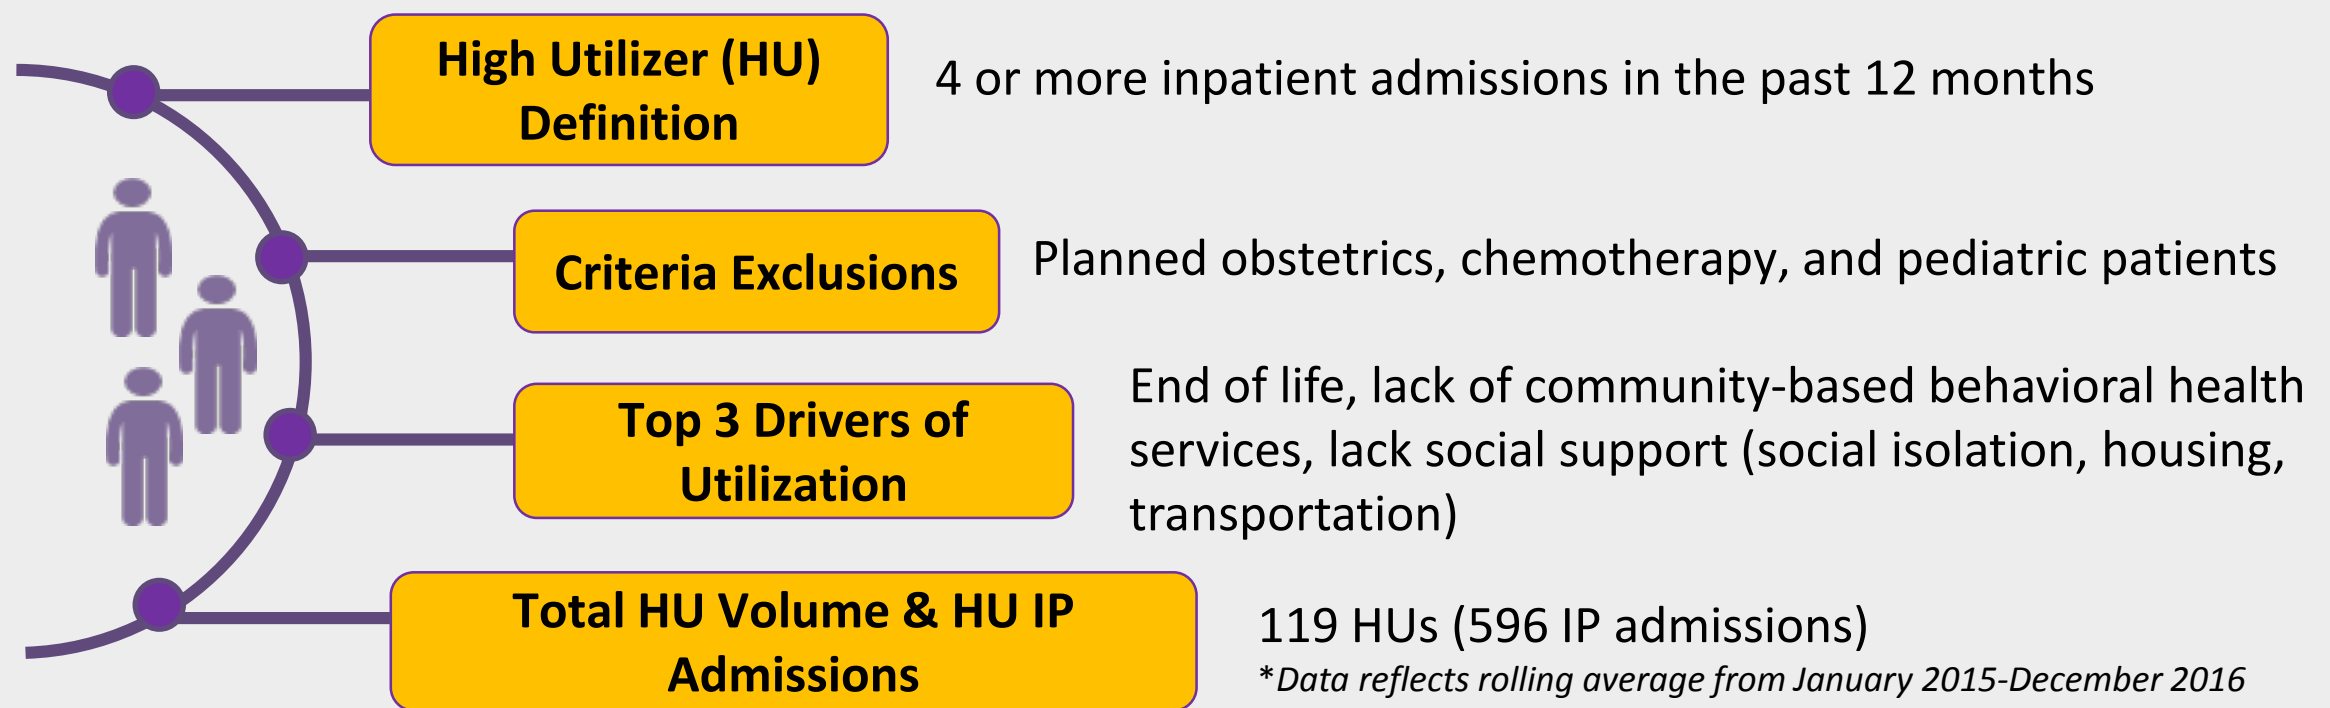 High Utilizer (HU)
Definition
4 or more inpatient admissions in the past 12 months
Criteria Exclusions
Planned obstetrics, chemotherapy, and pediatric patients
Top 3 Drivers of
Utilization
End of life, lack of community-based behavioral health
services, lack social support (social isolation, housing,
transportation)
Total HU Volume & HU IP
Admissions
119 HUs (596 IP admissions)
*Data reflects rolling average from January 2015-December 2016